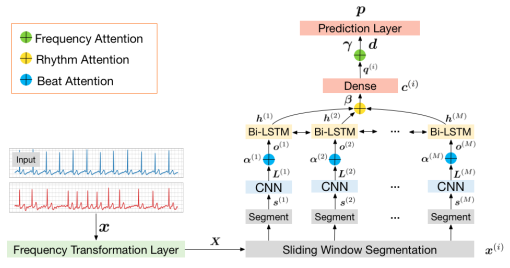 p
Prediction Layer
γ d
Frequency Attention
Rhythm Attention
Beat Attention
q^(i)
Dense c^(i)
β
h^(1) h^(2) h^(M)
Bi-LSTM Bi-LSTM ... Bi-LSTM
o^(1) o^(2) o^(M)
α^(1) α^(2) α^(M)
L^(1) L^(2) L^(M)
CNN CNN ... CNN
s^(1) s^(2) s^(M)
Segment Segment ... Segment
Input
x
Frequency Transformation Layer
X
Sliding Window Segmentation x^(i)